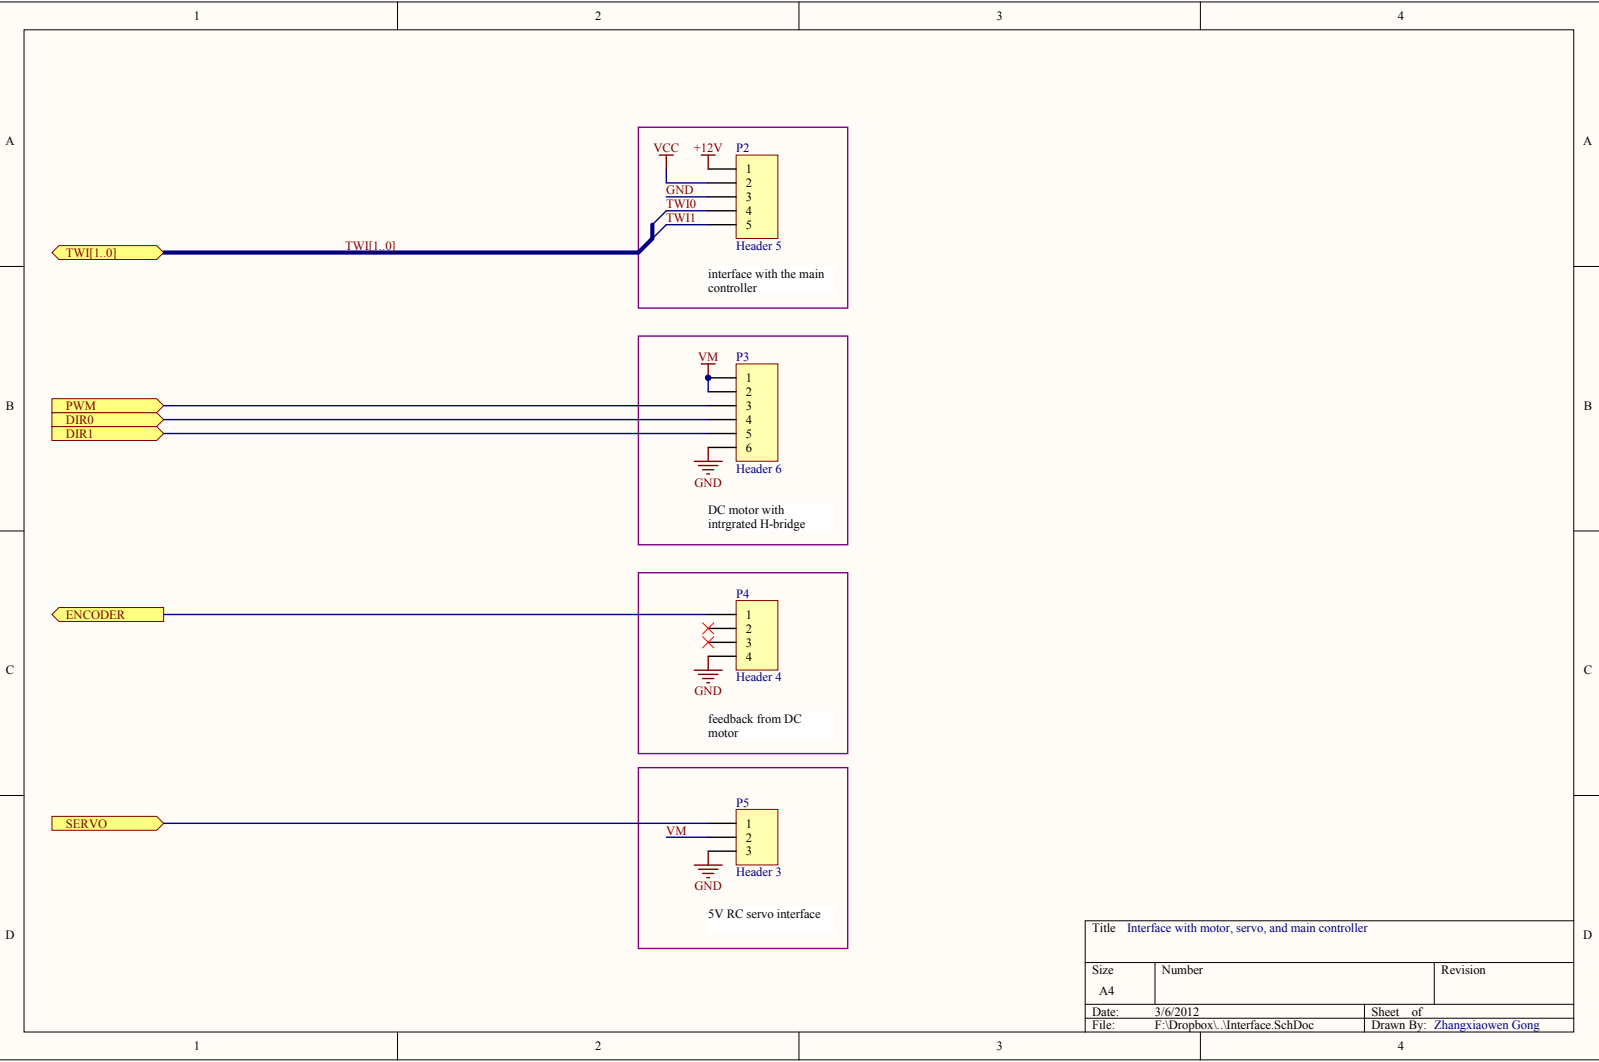 1 2 3 4
A A
VCC +12V P2
1
2
GND 3
TWI0 4
TWI1 5
Header 5
TWI[1..0] TWI[1..0]
interface with the main
controller
VM P3
1
2
PWM 3
DIR0 4
DIR1 5
6
Header 6
GND
B B
DC motor with
intrgrated H-bridge
P4
ENCODER 1
2
3
4
Header 4
GND
C C
feedback from DC
motor
P5
SERVO 1
VM 2
3
Header 3
GND
5V RC servo interface
D D
Title Interface with motor, servo, and main controller
Size Number Revision
A4
Date: 3/6/2012 Sheet of
File: F:\Dropbox\..\Interface.SchDoc Drawn By: Zhangxiaowen Gong
1 2 3 4